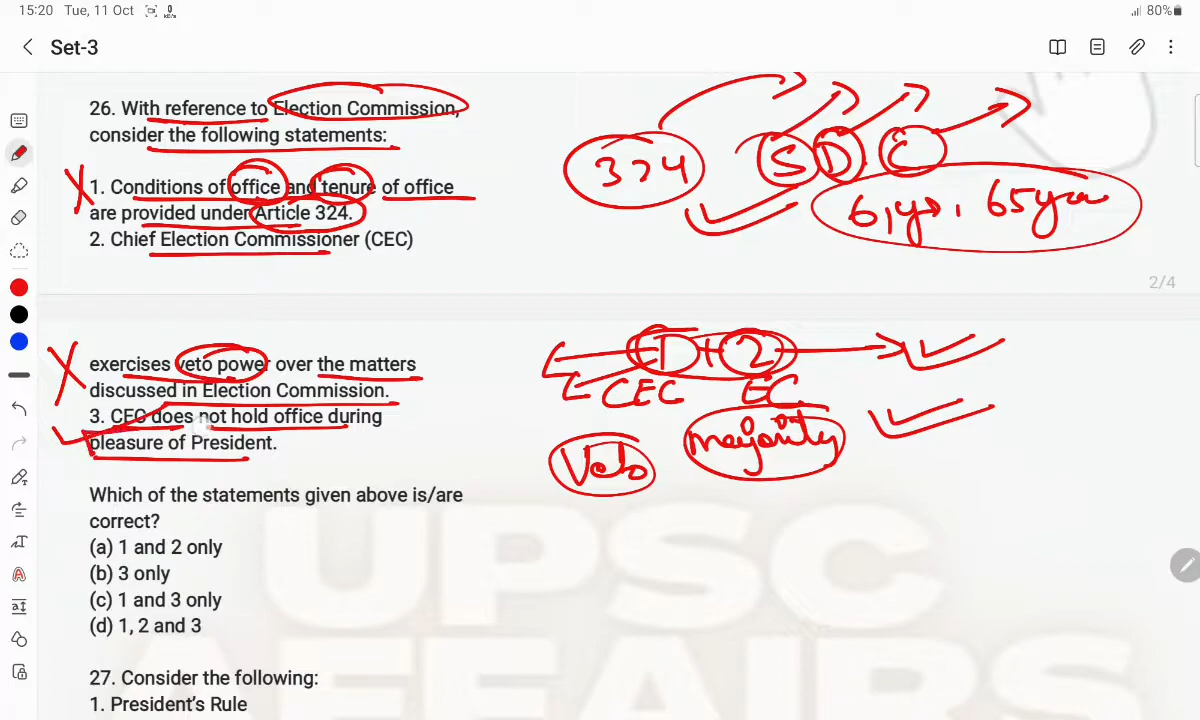 15:20 Tue, 11 Oct
80%
Set-3
26. With reference to Election Commission,
consider the following statements:
1. Conditions of office and tenure of office
are provided under Article 324.
2. Chief Election Commissioner (CEC)
324 S D C
6yrs, 65year
2/4
exercises veto power over the matters
discussed in Election Commission.
3. CEC does not hold office during
pleasure of President.
1 + 2
CEC EC
Veto majority
Which of the statements given above is/are
correct?
(a) 1 and 2 only
(b) 3 only
(c) 1 and 3 only
(d) 1, 2 and 3
27. Consider the following:
1. President's Rule
UPSC
AFFAIRS